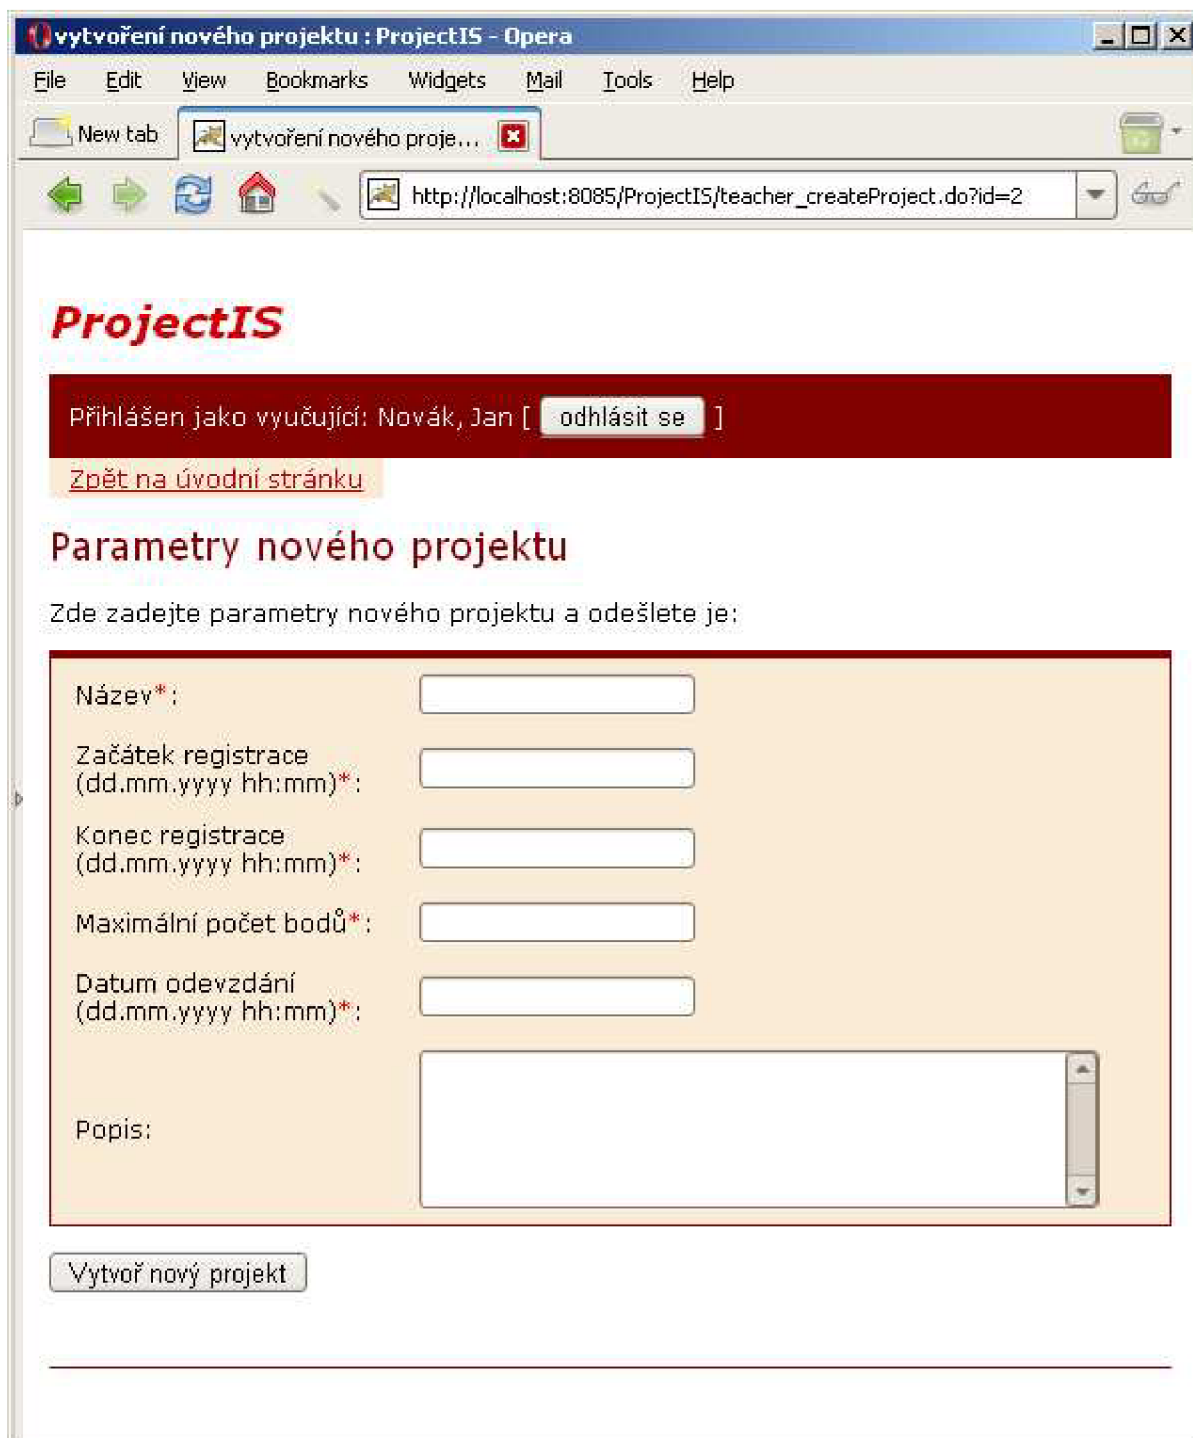 vytvoření nového projektu : ProjectIS - Opera
File Edit View Bookmarks Widgets Mail Tools Help
New tab vytvoření nového proje...
http://localhost:8085/ProjectIS/teacher_createProject.do?id=2
ProjectIS
Přihlášen jako vyučující: Novák, Jan [ odhlásit se ]
Zpět na úvodní stránku
Parametry nového projektu
Zde zadejte parametry nového projektu a odešlete je:
Název*:
Začátek registrace
(dd.mm.yyyy hh:mm)*:
Konec registrace
(dd.mm.yyyy hh:mm)*:
Maximální počet bodů*:
Datum odevzdání
(dd.mm.yyyy hh:mm)*:
Popis:
Vytvoř nový projekt